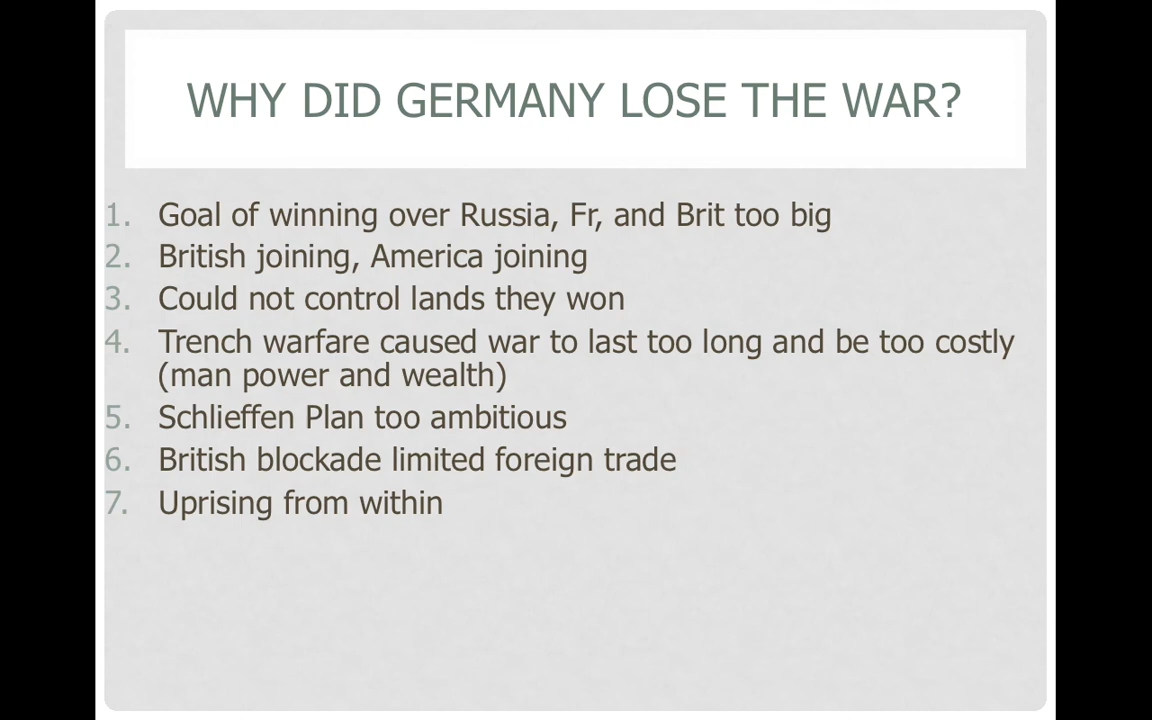 WHY DID GERMANY LOSE THE WAR?
1. Goal of winning over Russia, Fr, and Brit too big
2. British joining, America joining
3. Could not control lands they won
4. Trench warfare caused war to last too long and be too costly
(man power and wealth)
5. Schlieffen Plan too ambitious
6. British blockade limited foreign trade
7. Uprising from within